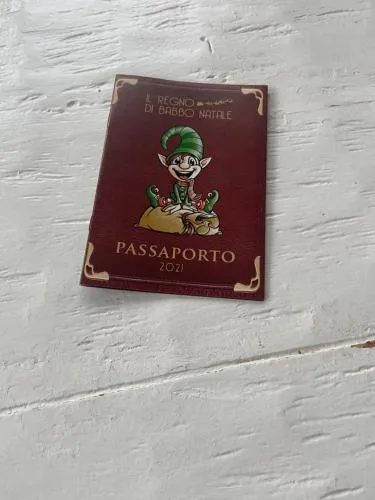 IL REGNO
DI BABBO NATALE
PASSAPORTO
2021